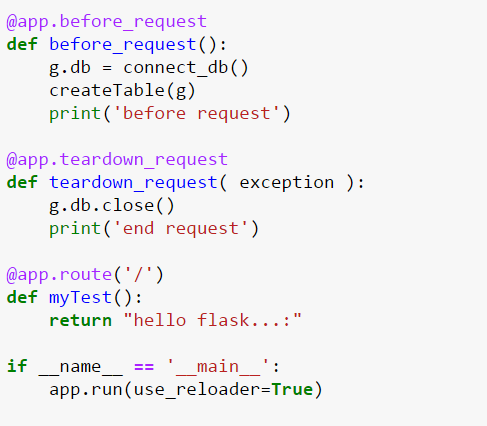 @app.before_request
def before_request():
    g.db = connect_db()
    createTable(g)
    print('before request')

@app.teardown_request
def teardown_request( exception ):
    g.db.close()
    print('end request')

@app.route('/')
def myTest():
    return "hello flask...:"

if __name__ == '__main__':
    app.run(use_reloader=True)